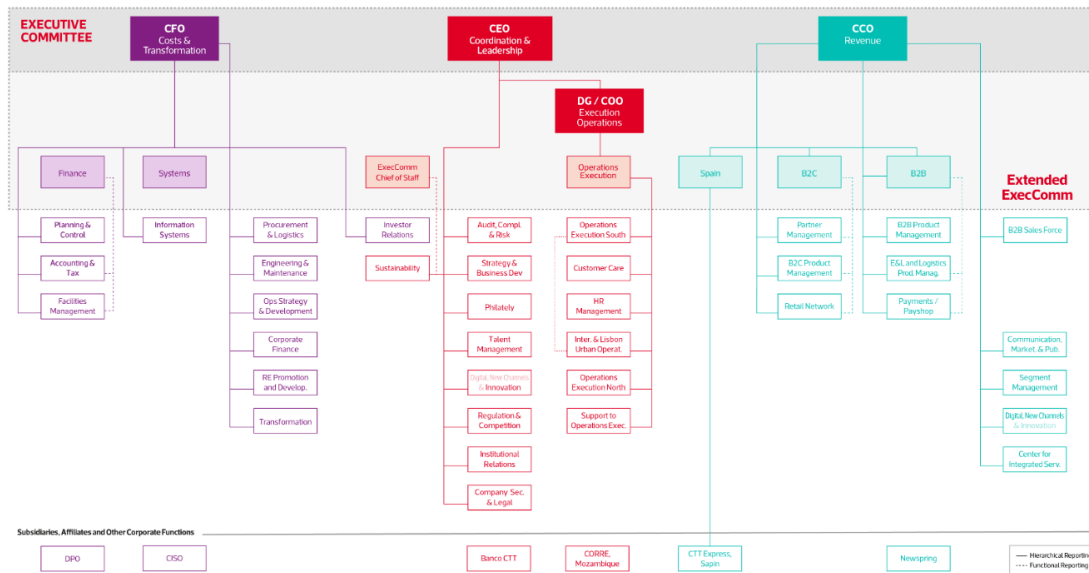 EXECUTIVE
COMMITTEE
CFO
Costs &
Transformation
CEO
Coordination &
Leadership
CCO
Revenue
DG / COO
Execution
Operations
Finance
Systems
ExecComm
Chief of Staff
Operations
Execution
Spain
B2C
B2B
Extended
ExecComm
Planning &
Control
Information
Systems
Procurement
& Logistics
Investor
Relations
Audit, Compl.
& Risk
Operations
Execution South
Partner
Management
B2B Product
Management
B2B Sales Force
Accounting &
Tax
Engineering &
Maintenance
Sustainability
Strategy &
Business Dev
Customer Care
B2C Product
Management
E&L and Logistics
Prod. Manag.
Facilities
Management
Ops Strategy
& Development
Philately
HR
Management
Retail Network
Payments /
Payshop
Corporate
Finance
Talent
Management
Inter. & Lisbon
Urban Operat.
Communication,
Market. & Pub.
RE Promotion
and Develop.
Digital, New Channels
& Innovation
Operations
Execution North
Segment
Management
Transformation
Regulation &
Competition
Support to
Operations Exec.
Digital, New Channels
& Innovation
Institutional
Relations
Center for
Integrated Serv.
Company Sec.
& Legal
Subsidiaries, Affiliates and Other Corporate Functions
DPO
CISO
Banco CTT
CORRE,
Mozambique
CTT Express,
Sapin
Newspring.
Hierarchical Reporting
Functional Reporting